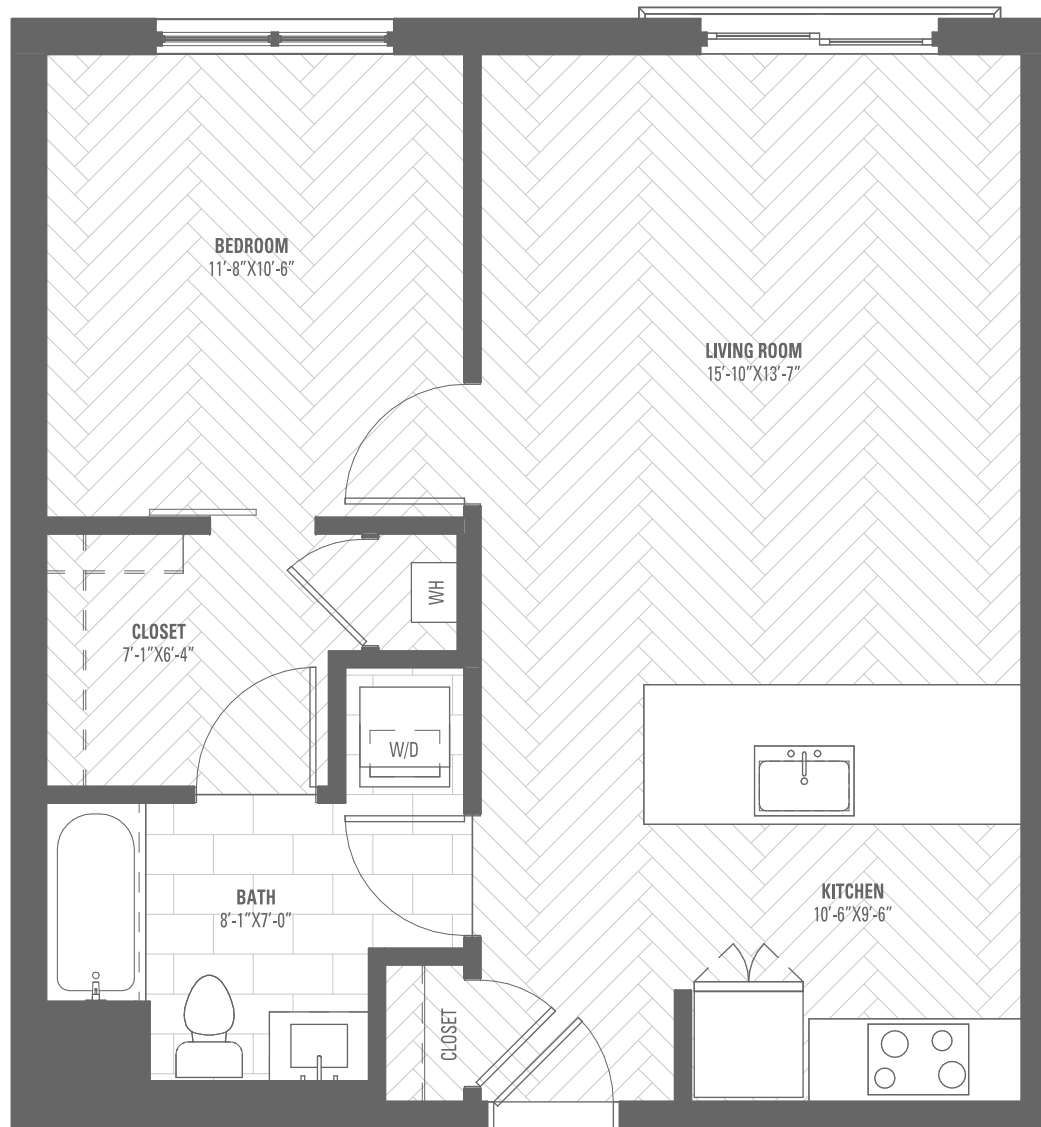 BEDROOM
11'-8"X10'-6"
LIVING ROOM
15'-10"X13'-7"
WH
CLOSET
7'-1"X6'-4"
W/D
KITCHEN
10'-6"X9'-6"
BATH
8'-1"X7'-0"
CLOSET